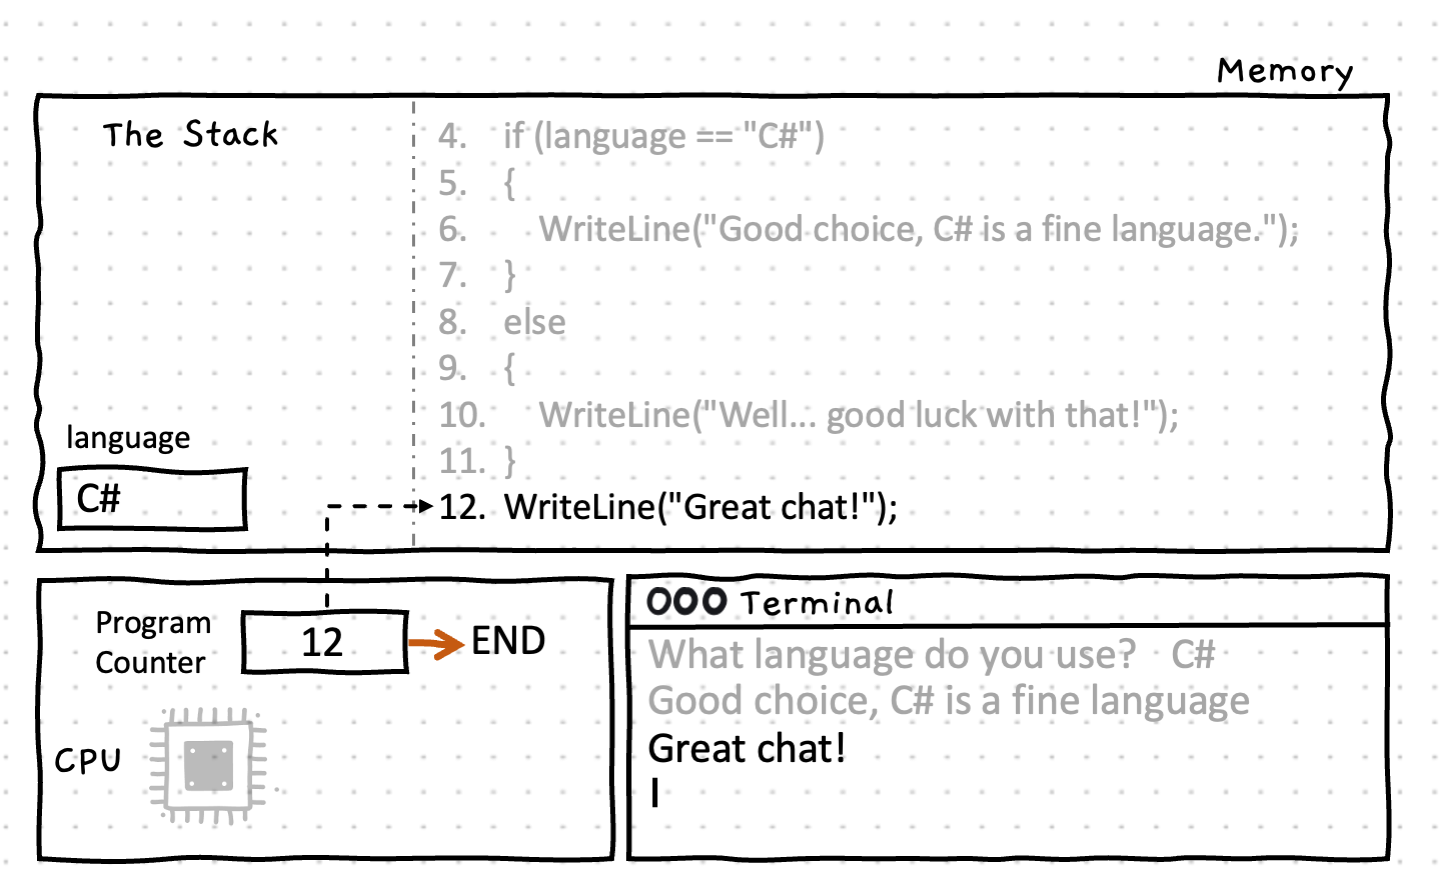 Memory
The Stack
4. if (language == "C#")
5. {
6. WriteLine("Good choice, C# is a fine language.");
7. }
8. else
9. {
10. WriteLine("Well... good luck with that!");
11. }
12. WriteLine("Great chat!");
language
C#
Program
Counter
12
END
CPU
Terminal
What language do you use? C#
Good choice, C# is a fine language
Great chat!